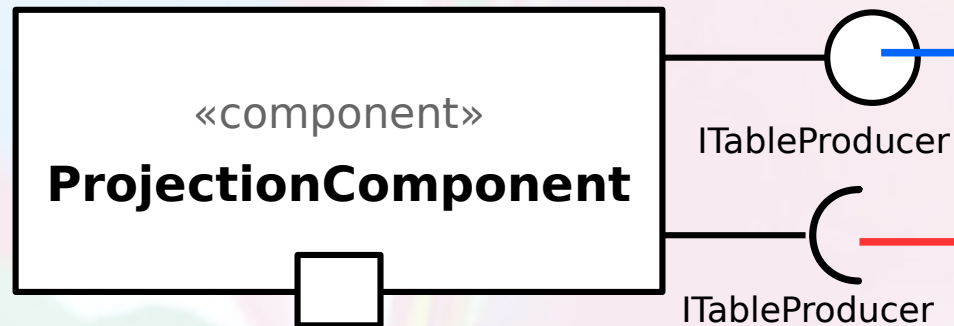 «component»
ProjectionComponent
ITableProducer
ITableProducer